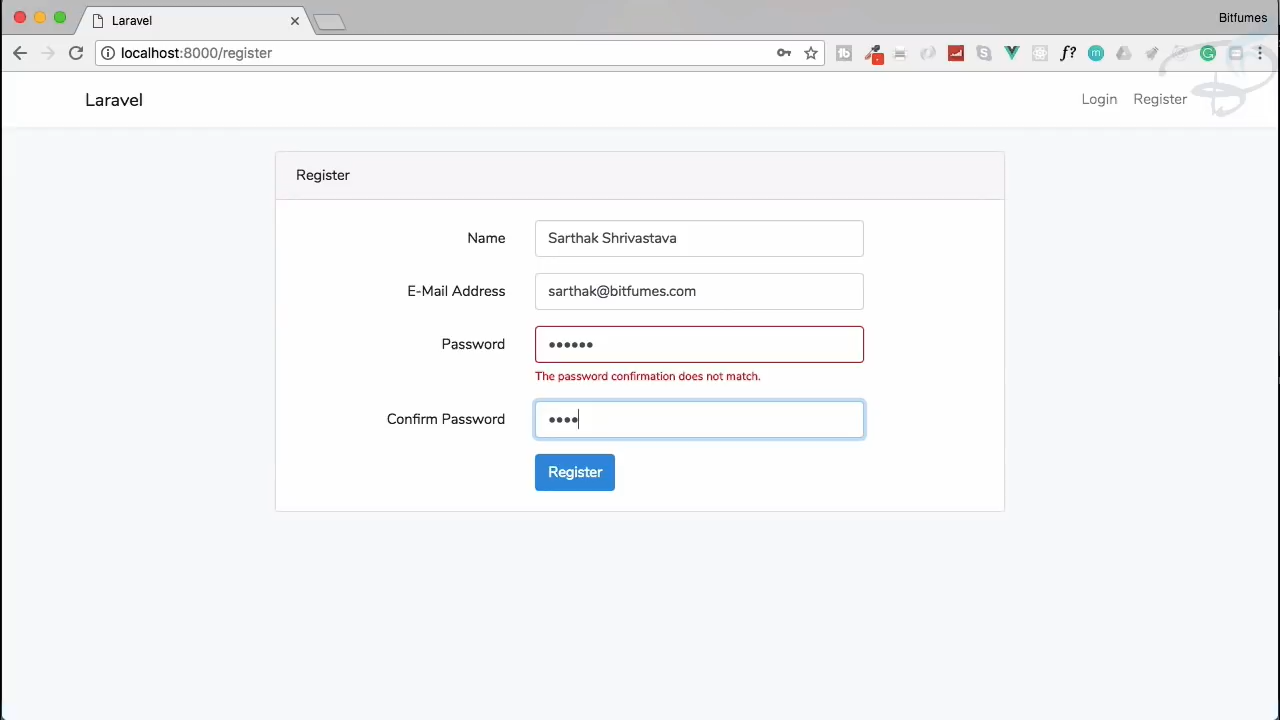 Laravel
Bitfumes
localhost:8000/register
f?
Laravel
Login Register
Register
Name Sarthak Shrivastava
E-Mail Address sarthak@bitfumes.com
Password ••••••
The password confirmation does not match.
Confirm Password ••••
Register